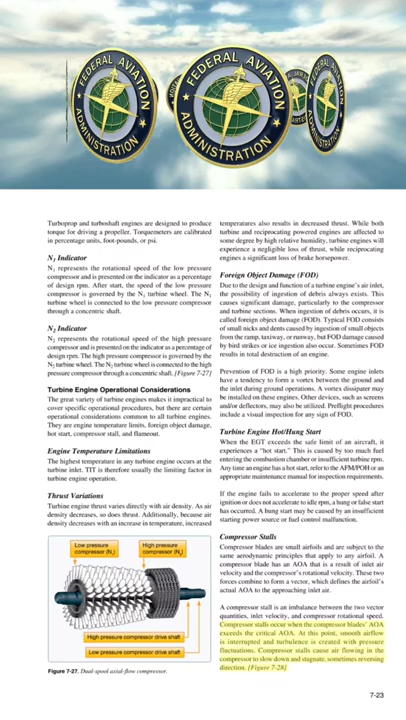 FEDERAL AVIATION
ADMINISTRATION
FEDERAL AVIATION
ADMINISTRATION
Turboprop and turboshaft engines are designed to produce
torque for driving a propeller. Torquemeters are calibrated
in percentage units, foot-pounds, or psi.
N₁ Indicator
N₁ represents the rotational speed of the low pressure
compressor and is presented on the indicator as a percentage
of design rpm. After start, the speed of the low pressure
compressor is governed by the N₁ turbine wheel. The N₁
turbine wheel is connected to the low pressure compressor
through a concentric shaft.
N₂ Indicator
N₂ represents the rotational speed of the high pressure
compressor and is presented on the indicator as a percentage of
design rpm. The high pressure compressor is governed by the
N₂ turbine wheel. The N₂ turbine wheel is connected to the high
pressure compressor through a concentric shaft. [Figure 7-27]
Turbine Engine Operational Considerations
The great variety of turbine engines makes it impractical to
cover specific operational procedures, but there are certain
operational considerations common to all turbine engines.
They are engine temperature limits, foreign object damage,
hot start, compressor stall, and flameout.
Engine Temperature Limitations
The highest temperature in any turbine engine occurs at the
turbine inlet. TIT is therefore usually the limiting factor in
turbine engine operation.
Thrust Variations
Turbine engine thrust varies directly with air density. As air
density decreases, so does thrust. Additionally, because air
density decreases with an increase in temperature, increased
Low pressure
compressor (N₁)
High pressure
compressor (N₂)
High pressure compressor drive shaft
Low pressure compressor drive shaft
Figure 7-27. Dual-spool axial-flow compressor.
temperatures also results in decreased thrust. While both
turbine and reciprocating powered engines are affected to
some degree by high relative humidity, turbine engines will
experience a negligible loss of thrust, while reciprocating
engines a significant loss of brake horsepower.
Foreign Object Damage (FOD)
Due to the design and function of a turbine engine's air inlet,
the possibility of ingestion of debris always exists. This
causes significant damage, particularly to the compressor
and turbine sections. When ingestion of debris occurs, it is
called foreign object damage (FOD). Typical FOD consists
of small nicks and dents caused by ingestion of small objects
from the ramp, taxiway, or runway, but FOD damage caused
by bird strikes or ice ingestion also occur. Sometimes FOD
results in total destruction of an engine.
Prevention of FOD is a high priority. Some engine inlets
have a tendency to form a vortex between the ground and
the inlet during ground operations. A vortex dissipater may
be installed on these engines. Other devices, such as screens
and/or deflectors, may also be utilized. Preflight procedures
include a visual inspection for any sign of FOD.
Turbine Engine Hot/Hung Start
When the EGT exceeds the safe limit of an aircraft, it
experiences a "hot start." This is caused by too much fuel
entering the combustion chamber or insufficient turbine rpm.
Any time an engine has a hot start, refer to the AFM/POH or an
appropriate maintenance manual for inspection requirements.
If the engine fails to accelerate to the proper speed after
ignition or does not accelerate to idle rpm, a hung or false start
has occurred. A hung start may be caused by an insufficient
starting power source or fuel control malfunction.
Compressor Stalls
Compressor blades are small airfoils and are subject to the
same aerodynamic principles that apply to any airfoil. A
compressor blade has an AOA that is a result of inlet air
velocity and the compressor's rotational velocity. These two
forces combine to form a vector, which defines the airfoil's
actual AOA to the approaching inlet air.
A compressor stall is an imbalance between the two vector
quantities, inlet velocity, and compressor rotational speed.
Compressor stalls occur when the compressor blades' AOA
exceeds the critical AOA. At this point, smooth airflow
is interrupted and turbulence is created with pressure
fluctuations. Compressor stalls cause air flowing in the
compressor to slow down and stagnate, sometimes reversing
direction. [Figure 7-28]
7-23